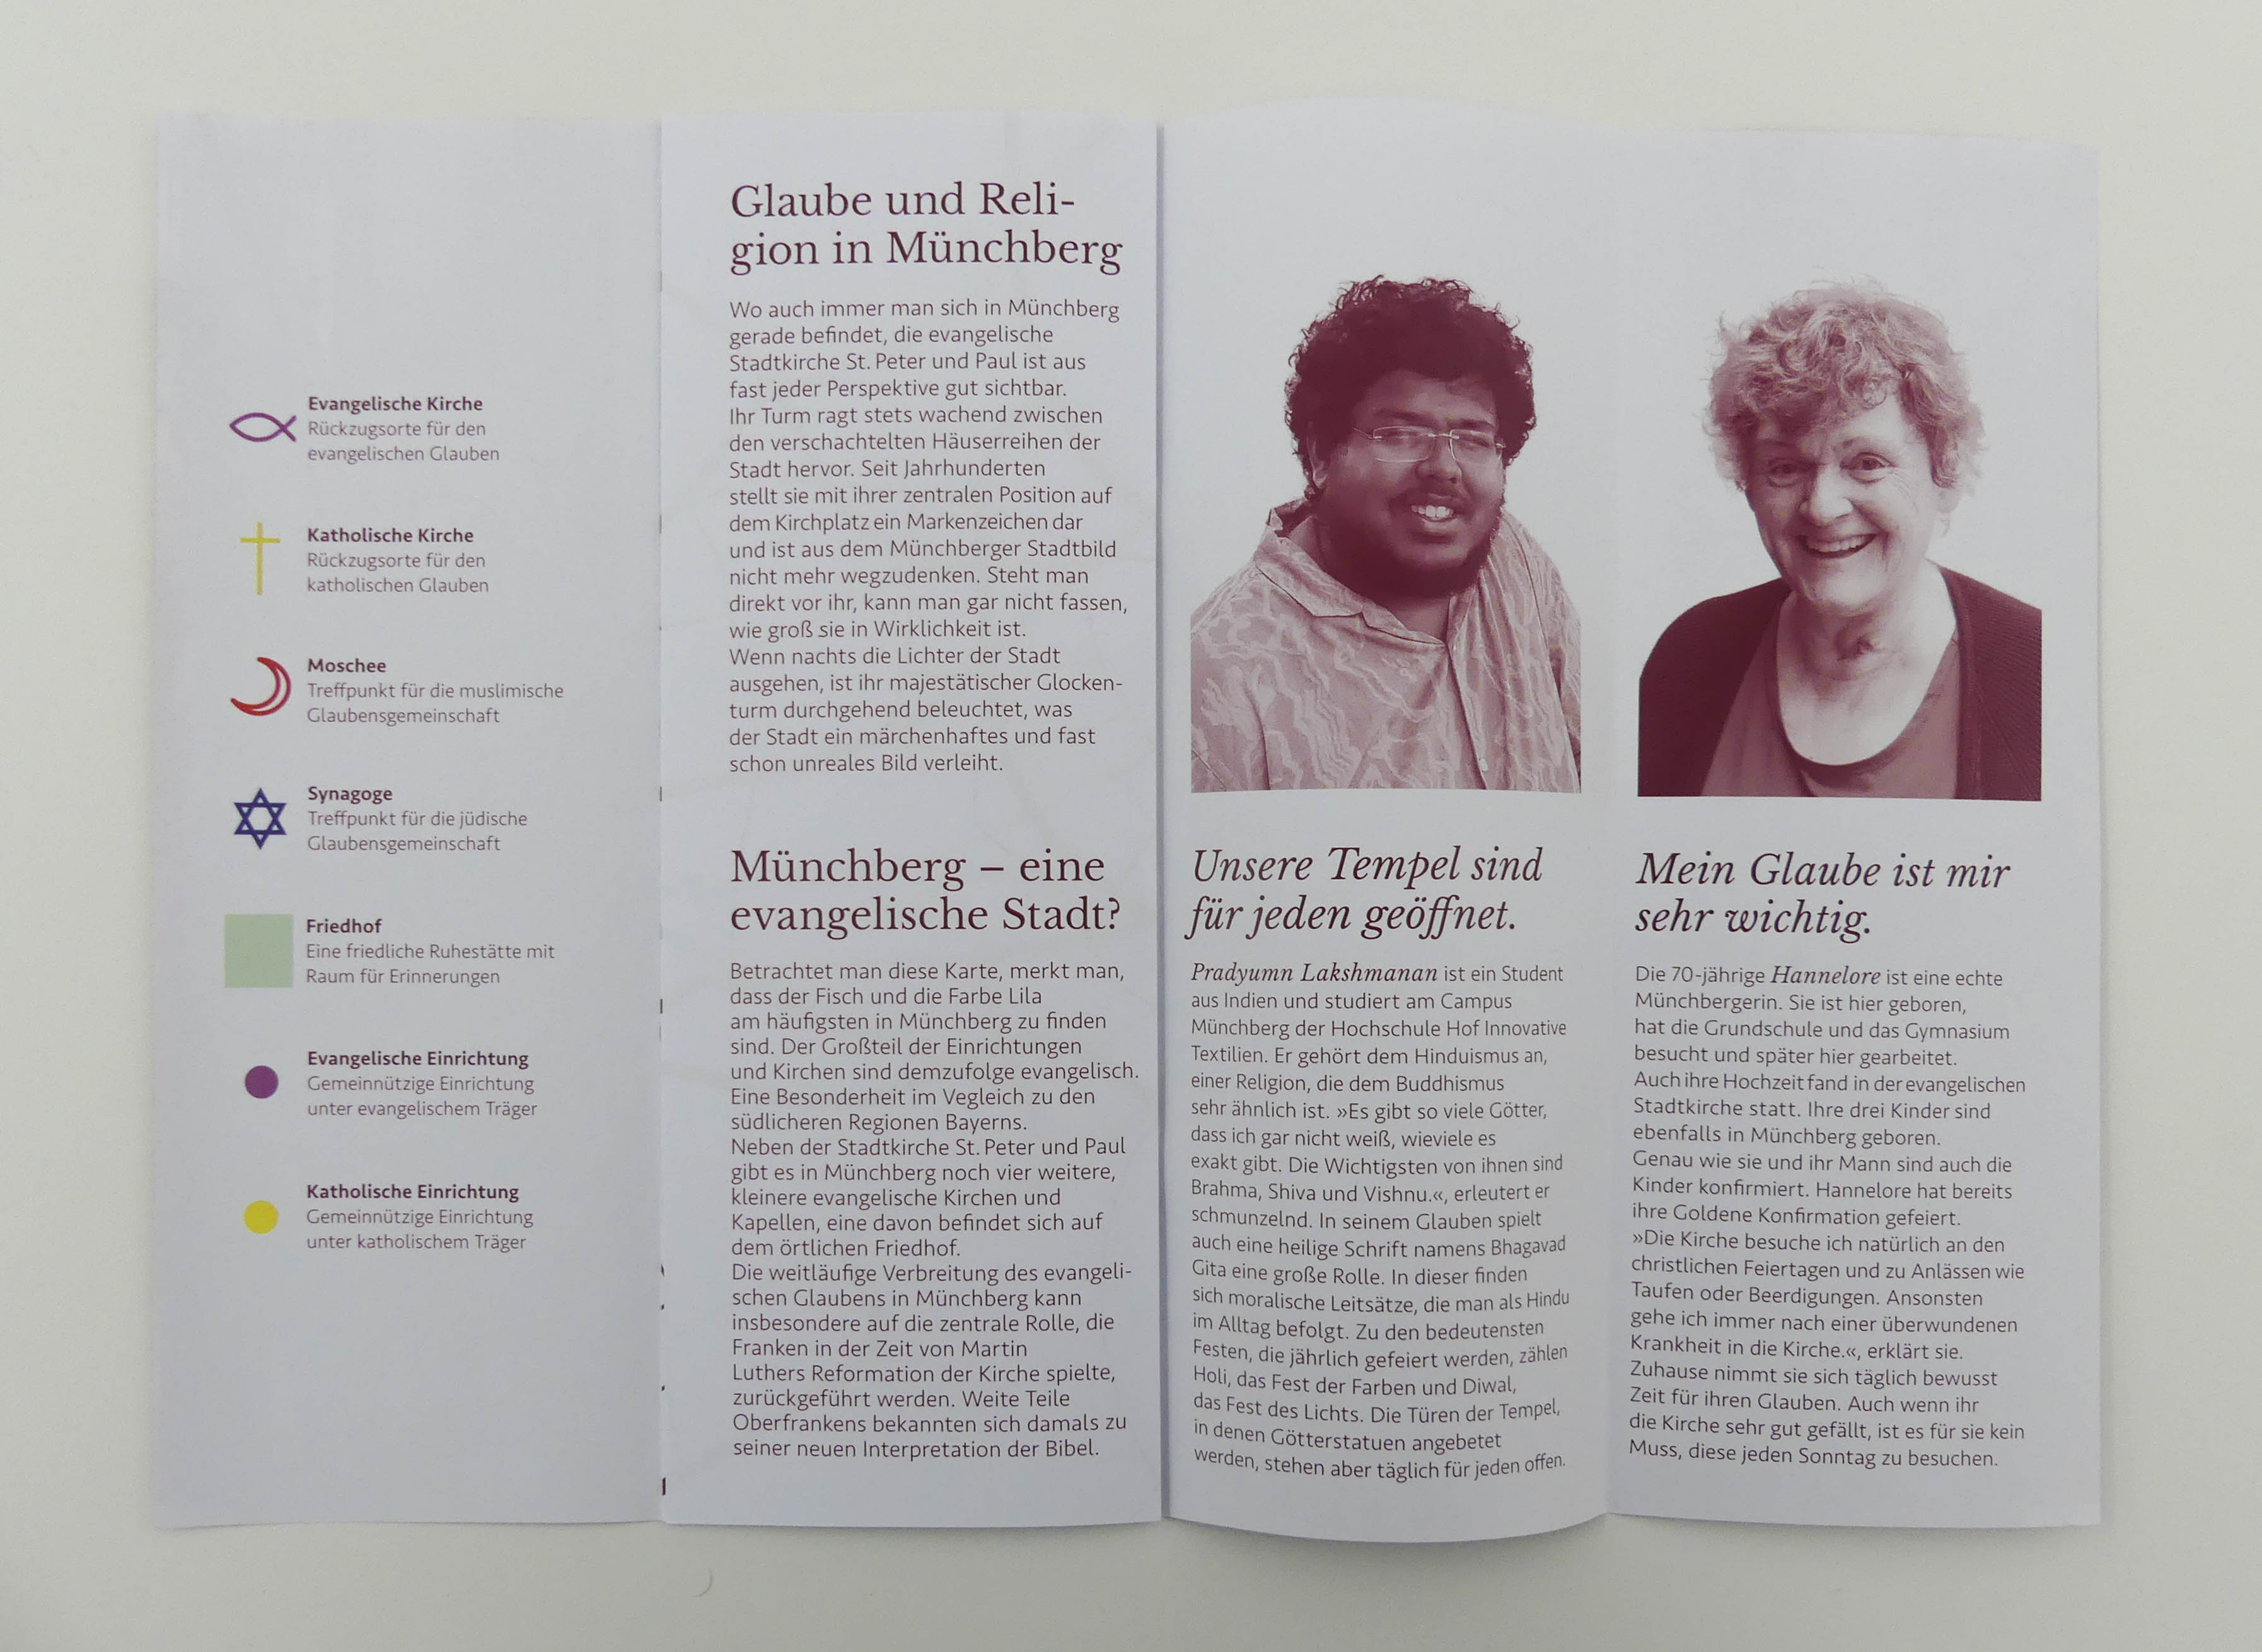 Evangelische Kirche
Rückzugsorte für den
evangelischen Glauben
Katholische Kirche
Rückzugsorte für den
katholischen Glauben
Moschee
Treffpunkt für die muslimische
Glaubensgemeinschaft
Synagoge
Treffpunkt für die jüdische
Glaubensgemeinschaft
Friedhof
Eine friedliche Ruhestätte mit
Raum für Erinnerungen
Evangelische Einrichtung
Gemeinnützige Einrichtung
unter evangelischem Träger
Katholische Einrichtung
Gemeinnützige Einrichtung
unter katholischem Träger
Glaube und Reli-
gion in Münchberg
Wo auch immer man sich in Münchberg
gerade befindet, die evangelische
Stadtkirche St. Peter und Paul ist aus
fast jeder Perspektive gut sichtbar.
Ihr Turm ragt stets wachend zwischen
den verschachtelten Häuserreihen der
Stadt hervor. Seit Jahrhunderten
stellt sie mit ihrer zentralen Position auf
dem Kirchplatz ein Markenzeichen dar
und ist aus dem Münchberger Stadtbild
nicht mehr wegzudenken. Steht man
direkt vor ihr, kann man gar nicht fassen,
wie groß sie in Wirklichkeit ist.
Wenn nachts die Lichter der Stadt
ausgehen, ist ihr majestätischer Glocken-
turm durchgehend beleuchtet, was
der Stadt ein märchenhaftes und fast
schon unreales Bild verleiht.
Münchberg – eine
evangelische Stadt?
Betrachtet man diese Karte, merkt man,
dass der Fisch und die Farbe Lila
am häufigsten in Münchberg zu finden
sind. Der Großteil der Einrichtungen
und Kirchen sind demzufolge evangelisch.
Eine Besonderheit im Vegleich zu den
südlicheren Regionen Bayerns.
Neben der Stadtkirche St. Peter und Paul
gibt es in Münchberg noch vier weitere,
kleinere evangelische Kirchen und
Kapellen, eine davon befindet sich auf
dem örtlichen Friedhof.
Die weitläufige Verbreitung des evangeli-
schen Glaubens in Münchberg kann
insbesondere auf die zentrale Rolle, die
Franken in der Zeit von Martin
Luthers Reformation der Kirche spielte,
zurückgeführt werden. Weite Teile
Oberfrankens bekannten sich damals zu
seiner neuen Interpretation der Bibel.
Unsere Tempel sind
für jeden geöffnet.
Pradyumn Lakshmanan ist ein Student
aus Indien und studiert am Campus
Münchberg der Hochschule Hof Innovative
Textilien. Er gehört dem Hinduismus an,
einer Religion, die dem Buddhismus
sehr ähnlich ist. »Es gibt so viele Götter,
dass ich gar nicht weiß, wieviele es
exakt gibt. Die Wichtigsten von ihnen sind
Brahma, Shiva und Vishnu.«, erleutert er
schmunzelnd. In seinem Glauben spielt
auch eine heilige Schrift namens Bhagavad
Gita eine große Rolle. In dieser finden
sich moralische Leitsätze, die man als Hindu
im Alltag befolgt. Zu den bedeutensten
Festen, die jährlich gefeiert werden, zählen
Holi, das Fest der Farben und Diwal,
das Fest des Lichts. Die Türen der Tempel,
in denen Götterstatuen angebetet
werden, stehen aber täglich für jeden offen.
Mein Glaube ist mir
sehr wichtig.
Die 70-jährige Hannelore ist eine echte
Münchbergerin. Sie ist hier geboren,
hat die Grundschule und das Gymnasium
besucht und später hier gearbeitet.
Auch ihre Hochzeit fand in der evangelischen
Stadtkirche statt. Ihre drei Kinder sind
ebenfalls in Münchberg geboren.
Genau wie sie und ihr Mann sind auch die
Kinder konfirmiert. Hannelore hat bereits
ihre Goldene Konfirmation gefeiert.
»Die Kirche besuche ich natürlich an den
christlichen Feiertagen und zu Anlässen wie
Taufen oder Beerdigungen. Ansonsten
gehe ich immer nach einer überwundenen
Krankheit in die Kirche.«, erklärt sie.
Zuhause nimmt sie sich täglich bewusst
Zeit für ihren Glauben. Auch wenn ihr
die Kirche sehr gut gefällt, ist es für sie kein
Muss, diese jeden Sonntag zu besuchen.